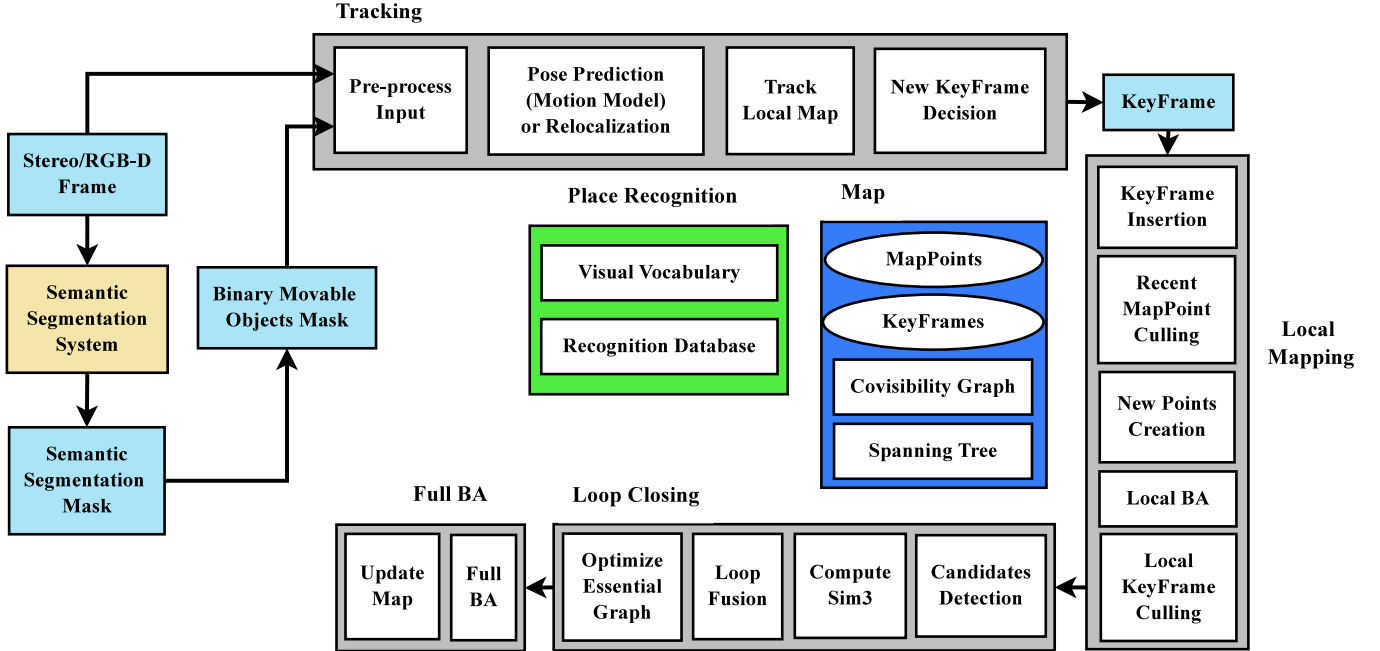 Tracking
Pre-process
Input
Pose Prediction
(Motion Model)
or Relocalization
Track
Local Map
New KeyFrame
Decision
KeyFrame
Stereo/RGB-D
Frame
Semantic
Segmentation
System
Semantic
Segmentation
Mask
Binary Movable
Objects Mask
Place Recognition
Visual Vocabulary
Recognition Database
Map
MapPoints
KeyFrames
Covisibility Graph
Spanning Tree
KeyFrame
Insertion
Recent
MapPoint
Culling
New Points
Creation
Local BA
Local
KeyFrame
Culling
Local
Mapping
Full BA
Update
Map
Full
BA
Loop Closing
Optimize
Essential
Graph
Loop
Fusion
Compute
Sim3
Candidates
Detection